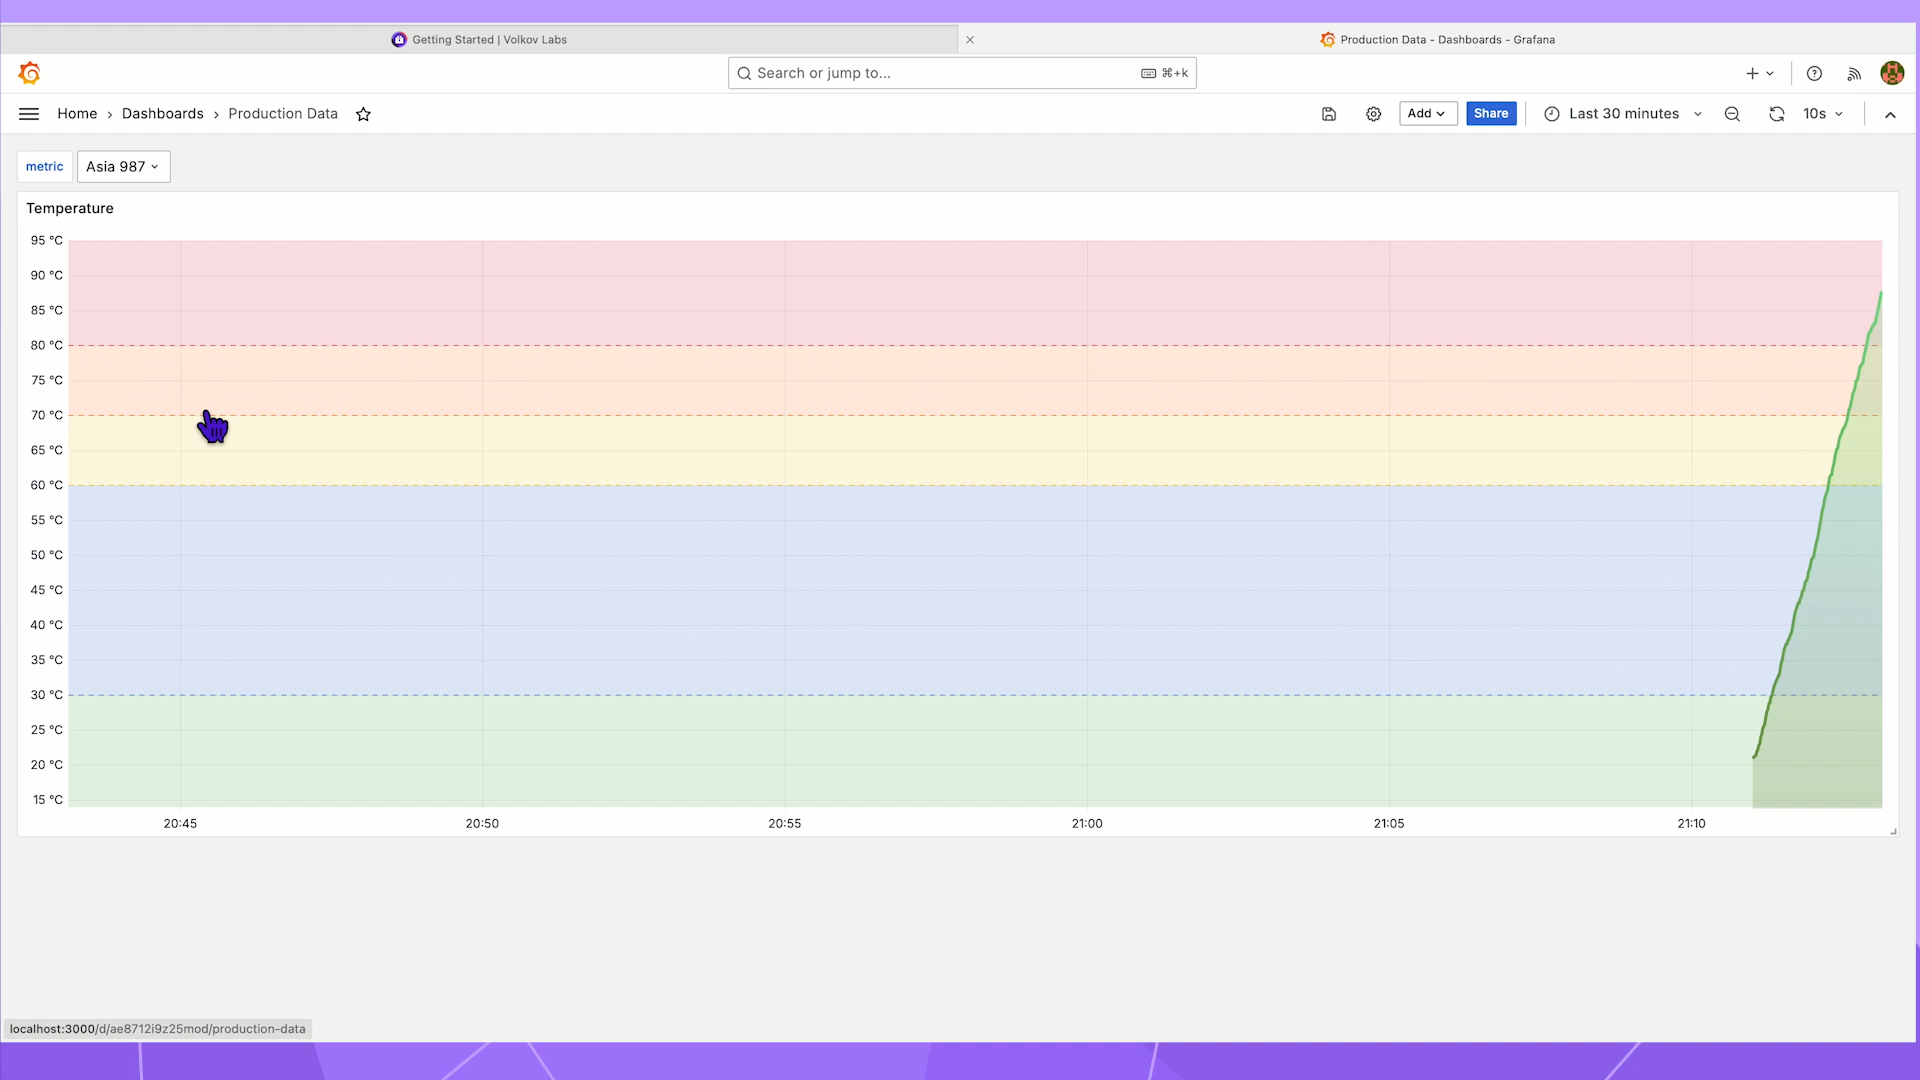 Getting Started | Volkov Labs
Production Data - Dashboards - Grafana
Search or jump to...
⌘+k
Home › Dashboards › Production Data
Add
Share
Last 30 minutes
10s
metric
Asia 987
Temperature
95 °C
90 °C
85 °C
80 °C
75 °C
70 °C
65 °C
60 °C
55 °C
50 °C
45 °C
40 °C
35 °C
30 °C
25 °C
20 °C
15 °C
20:45 20:50 20:55 21:00 21:05 21:10
localhost:3000/d/ae8712i9z25mod/production-data